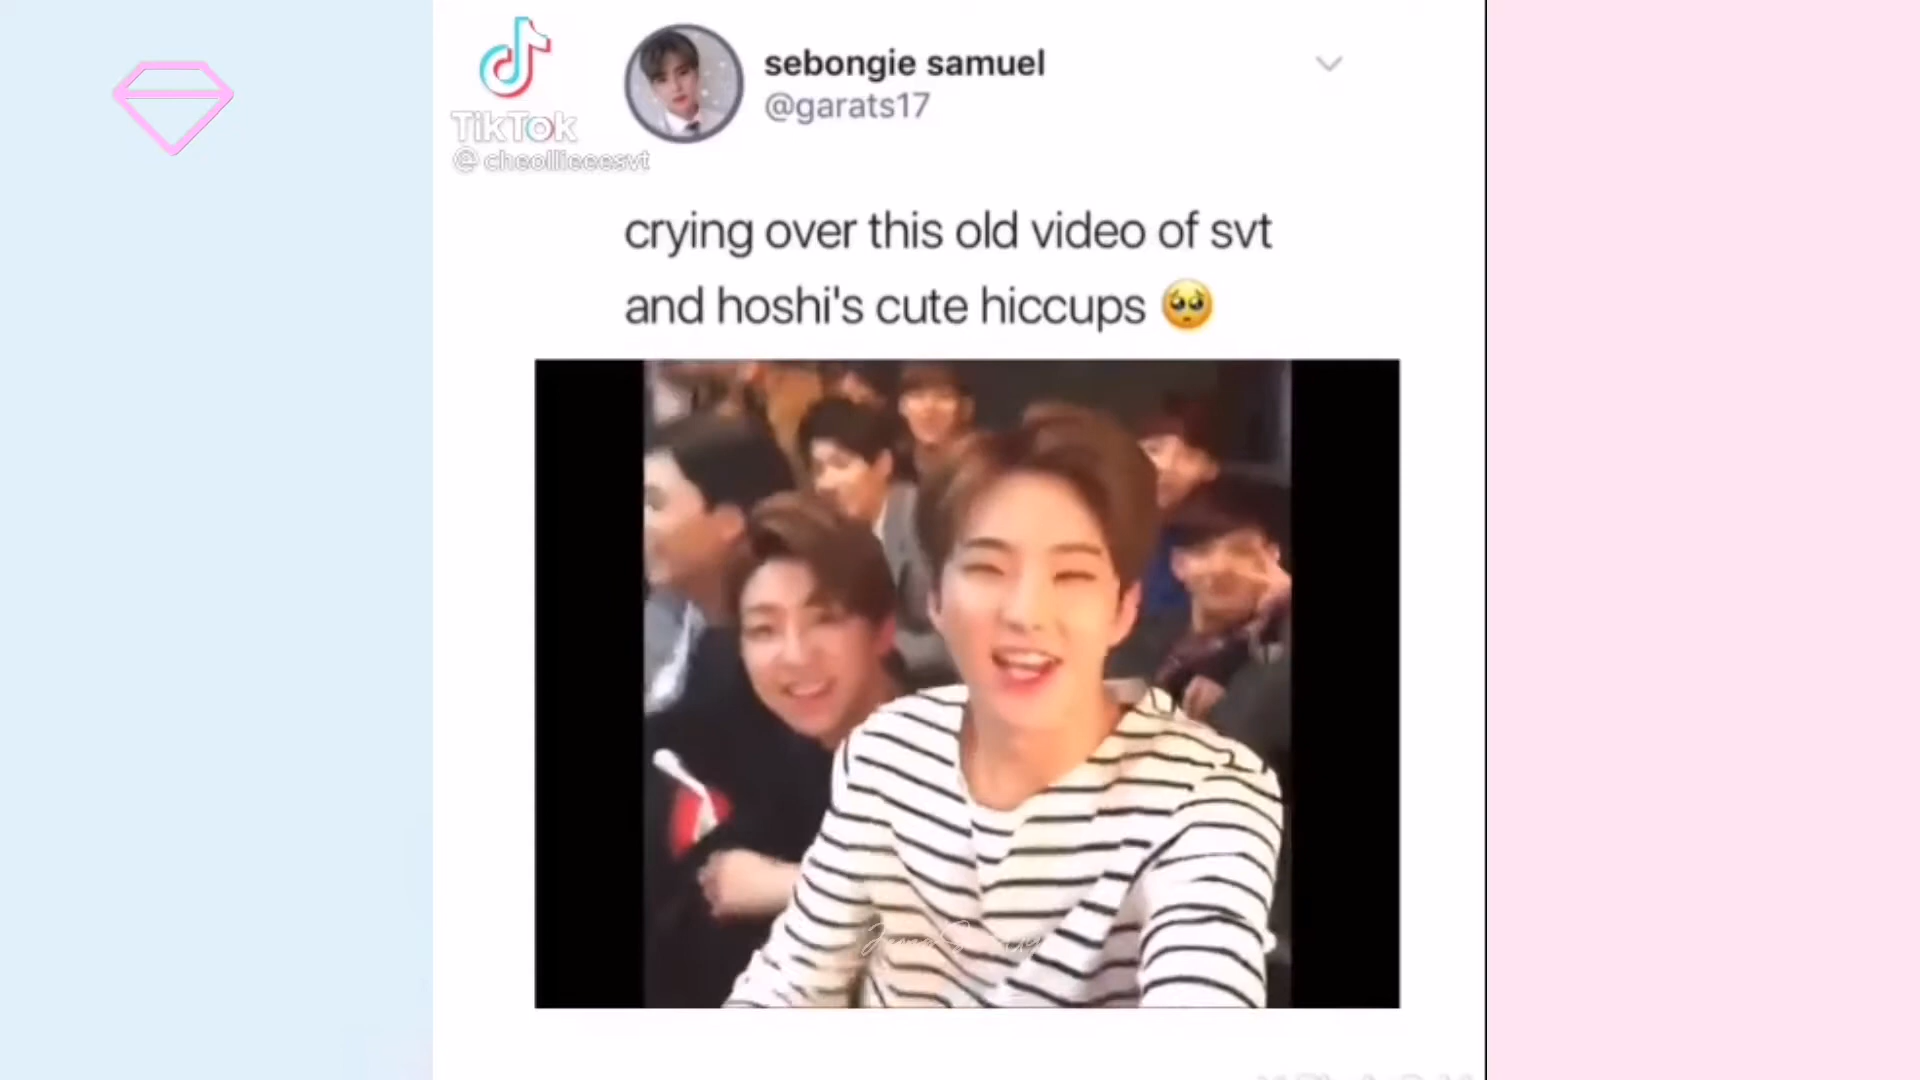 TikTok
@cheollieeesvt
sebongie samuel
@garats17
crying over this old video of svt
and hoshi's cute hiccups 🥺